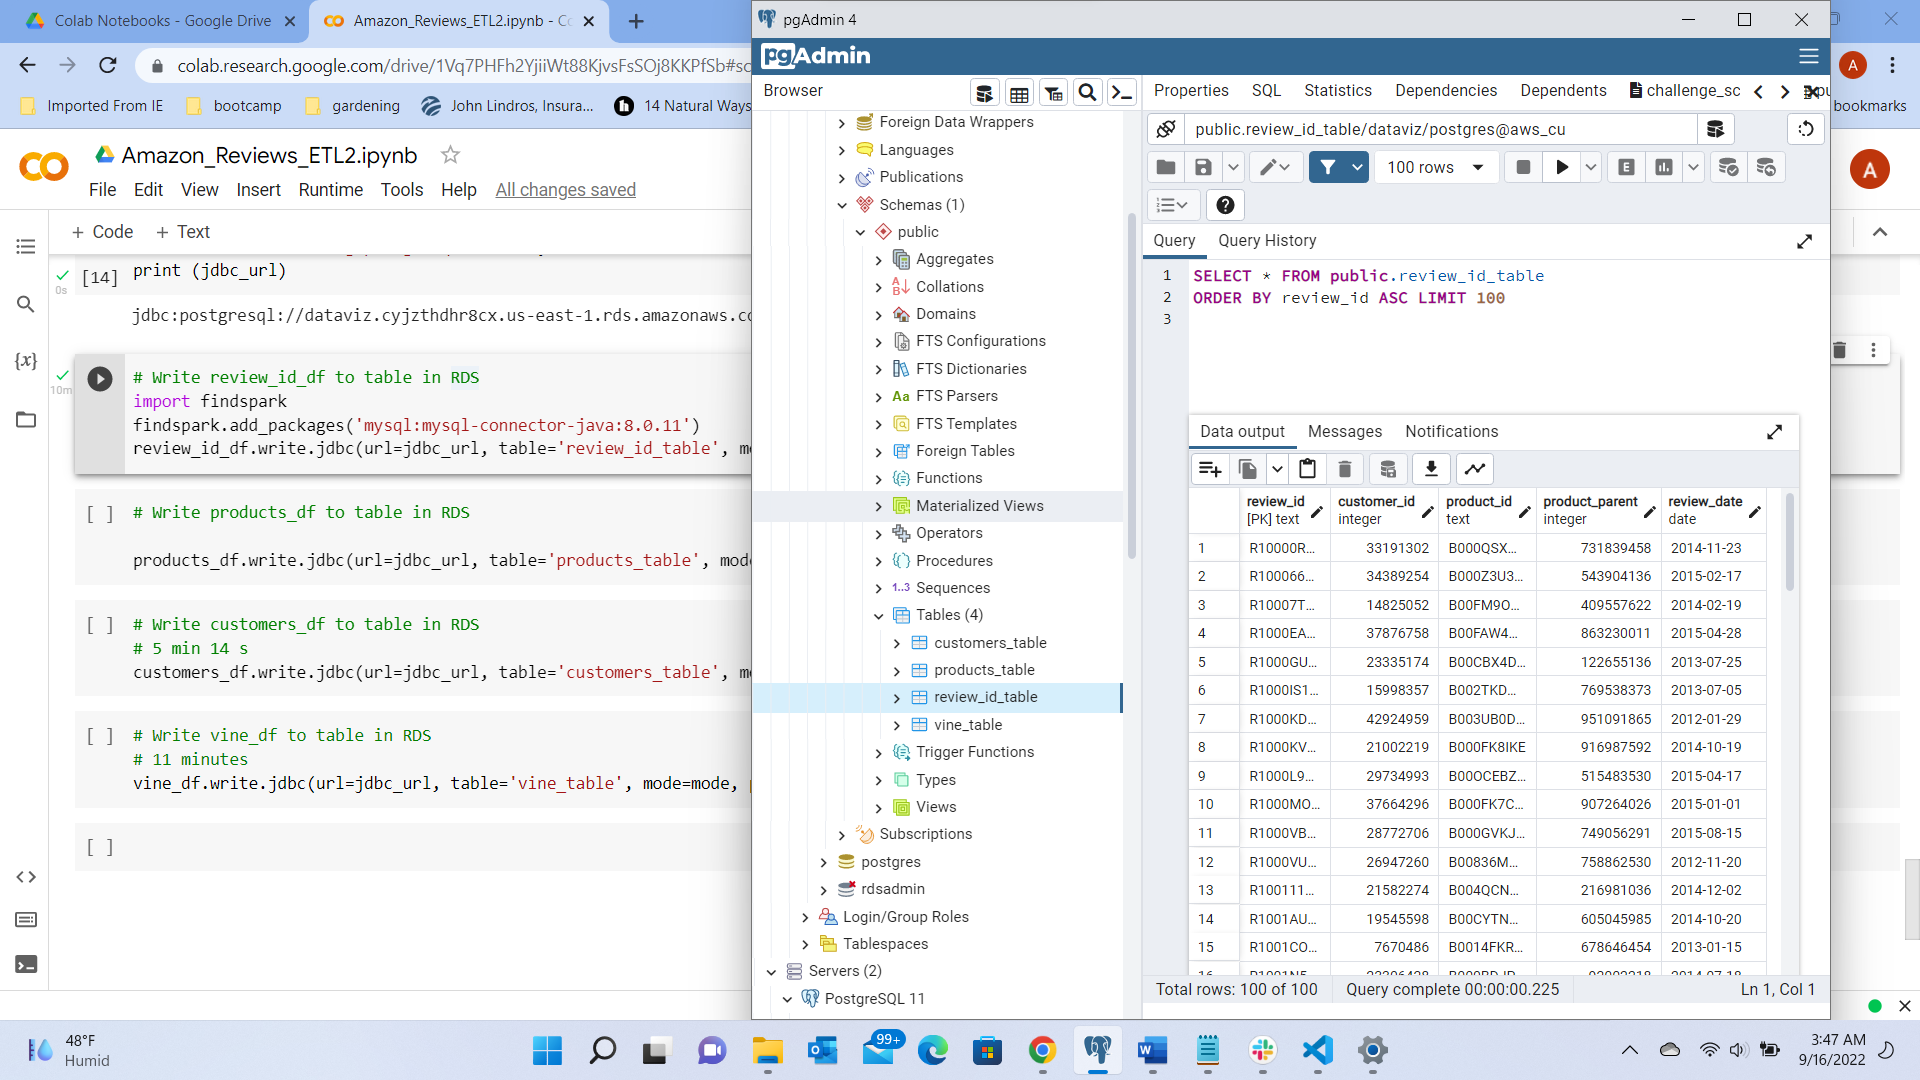 Colab Notebooks - Google Drive
Amazon_Reviews_ETL2.ipynb - Co
colab.research.google.com/drive/1Vq7PHFh2YjiiWt88KjvsFsSOj8KKPfSb#sc
A
Imported From IE
bootcamp
gardening
John Lindros, Insura...
14 Natural Ways
bookmarks
Amazon_Reviews_ETL2.ipynb
File Edit View Insert Runtime Tools Help All changes saved
A
+ Code + Text
[14] print (jdbc_url)
0s
jdbc:postgresql://dataviz.cyjzthdhr8cx.us-east-1.rds.amazonaws.co
10m
# Write review_id_df to table in RDS
import findspark
findspark.add_packages('mysql:mysql-connector-java:8.0.11')
review_id_df.write.jdbc(url=jdbc_url, table='review_id_table', m
[ ] # Write products_df to table in RDS
products_df.write.jdbc(url=jdbc_url, table='products_table', mod
[ ] # Write customers_df to table in RDS
# 5 min 14 s
customers_df.write.jdbc(url=jdbc_url, table='customers_table', m
[ ] # Write vine_df to table in RDS
# 11 minutes
vine_df.write.jdbc(url=jdbc_url, table='vine_table', mode=mode,
[ ]
{x}
pgAdmin 4
pgAdmin
Browser
Foreign Data Wrappers
Languages
Publications
Schemas (1)
public
Aggregates
Collations
Domains
FTS Configurations
FTS Dictionaries
Aa FTS Parsers
FTS Templates
Foreign Tables
Functions
Materialized Views
Operators
Procedures
1..3 Sequences
Tables (4)
customers_table
products_table
review_id_table
vine_table
Trigger Functions
Types
Views
Subscriptions
postgres
rdsadmin
Login/Group Roles
Tablespaces
Servers (2)
PostgreSQL 11
Properties SQL Statistics Dependencies Dependents challenge_sc
public.review_id_table/dataviz/postgres@aws_cu
100 rows
E
Query Query History
1 SELECT * FROM public.review_id_table
2 ORDER BY review_id ASC LIMIT 100
3
Data output Messages Notifications
review_id customer_id product_id product_parent review_date
[PK] text integer text integer date
1 R10000R... 33191302 B000QSX... 731839458 2014-11-23
2 R100066... 34389254 B000Z3U3... 543904136 2015-02-17
3 R10007T... 14825052 B00FM9O... 409557622 2014-02-19
4 R1000EA... 37876758 B00FAW4... 863230011 2015-04-28
5 R1000GU... 23335174 B00CBX4D... 122655136 2013-07-25
6 R1000IS1... 15998357 B002TKD... 769538373 2013-07-05
7 R1000KD... 42924959 B003UB0D... 951091865 2012-01-29
8 R1000KV... 21002219 B000FK8IKE 916987592 2014-10-19
9 R1000L9... 29734993 B00OCEBZ... 515483530 2015-04-17
10 R1000MO... 37664296 B000FK7C... 907264026 2015-01-01
11 R1000VB... 28772706 B000GVKJ... 749056291 2015-08-15
12 R1000VU... 26947260 B00836M... 758862530 2012-11-20
13 R100111... 21582274 B004QCN... 216981036 2014-12-02
14 R1001AU... 19545598 B00CYTN... 605045985 2014-10-20
15 R1001CO... 7670486 B0014FKR... 678646454 2013-01-15
Total rows: 100 of 100 Query complete 00:00:00.225 Ln 1, Col 1
48°F
Humid
99+
3:47 AM
9/16/2022